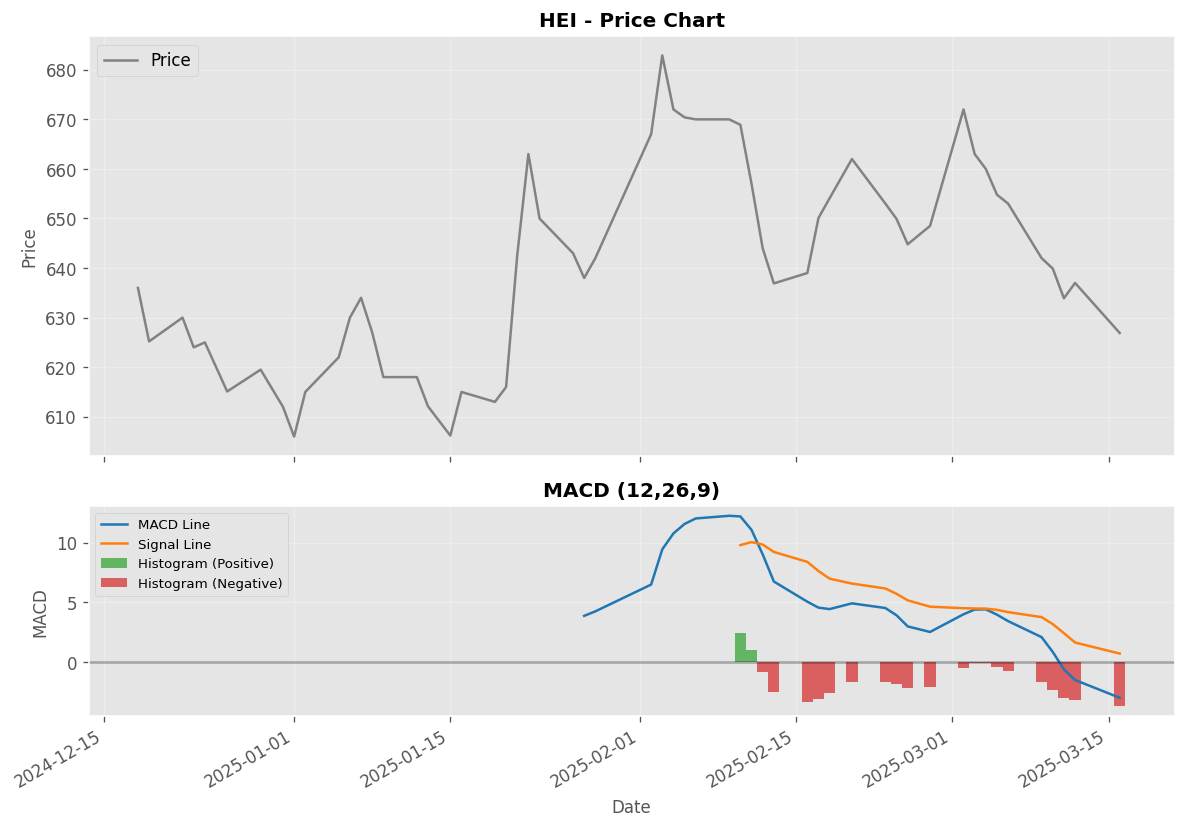 HEI - Price Chart
Price
680
670
660
650
640
630
620
610
Price
MACD (12,26,9)
MACD Line
Signal Line
Histogram (Positive)
Histogram (Negative)
10
5
0
MACD
2024-12-15
2025-01-01
2025-01-15
2025-02-01
2025-02-15
2025-03-01
2025-03-15
Date